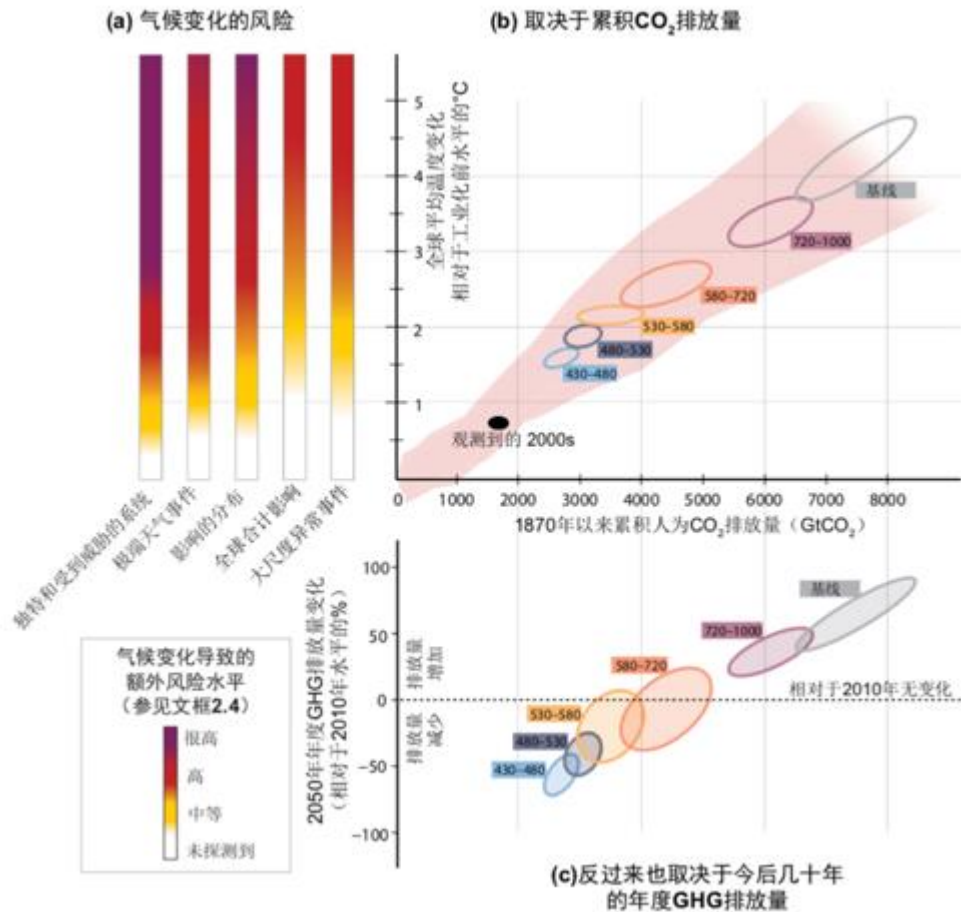 (a) 气候变化的风险
(b) 取决于累积CO₂排放量
全球平均温度变化
相对于工业化前水平的°C
5
4
3
2
1
基线
720–1000
580–720
530–580
480–530
430–480
观测到的 2000s
0
1000
2000
3000
4000
5000
6000
7000
8000
1870年以来累积人为CO₂排放量（GtCO₂）
独特和受到威胁的系统
极端天气事件
影响的分布
全球合计影响
大尺度异常事件
气候变化导致的
额外风险水平
（参见文框2.4）
很高
高
中等
未探测到
2050年年度GHG排放量变化
（相对于2010年水平的%）
排放量
增加
排放量
减少
100
50
0
−50
−100
基线
720–1000
580–720
530–580
480–530
430–480
相对于2010年无变化
(c)反过来也取决于今后几十年
的年度GHG排放量